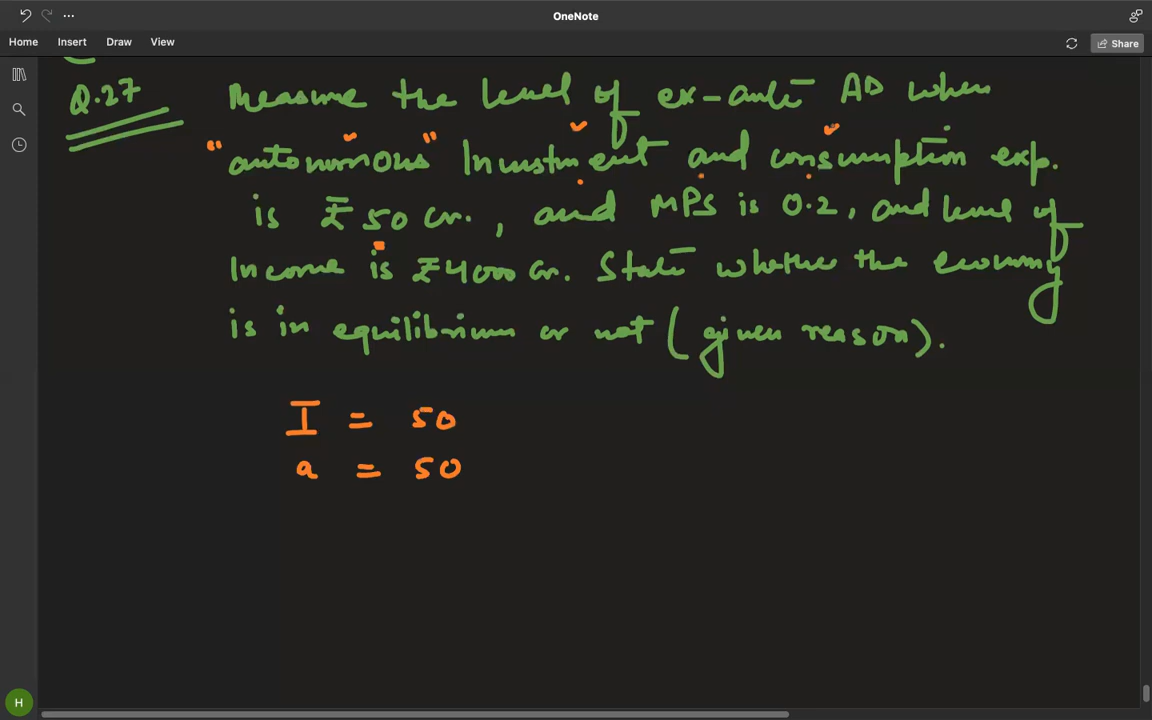 OneNote
Home Insert Draw View
Share
Q.27 Measure the level of ex-ante AD when
"autonomous" Investment and consumption exp.
is ₹50 cr., and MPS is 0.2, and level of
Income is ₹4000 cr. State whether the economy
is in equilibrium or not (given reason).
I = 50
a = 50
H